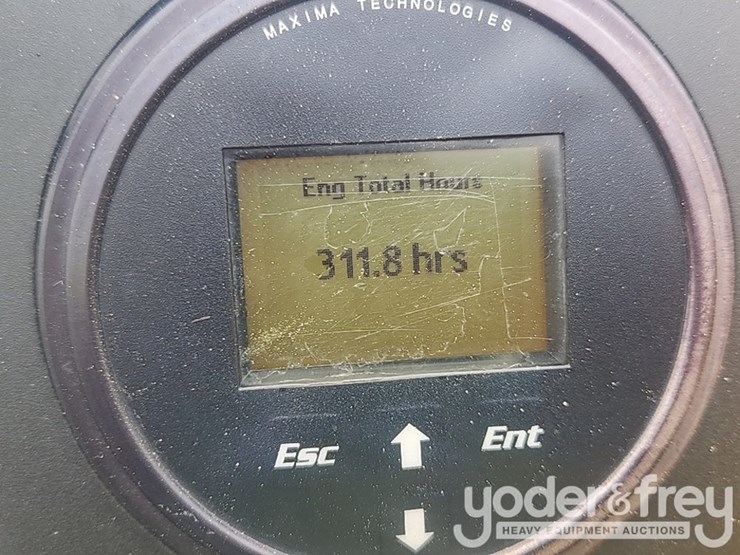 MAXIMA TECHNOLOGIES
Eng Total Hours
311.8 hrs
Esc
Ent
yoder&frey
HEAVY EQUIPMENT AUCTIONS